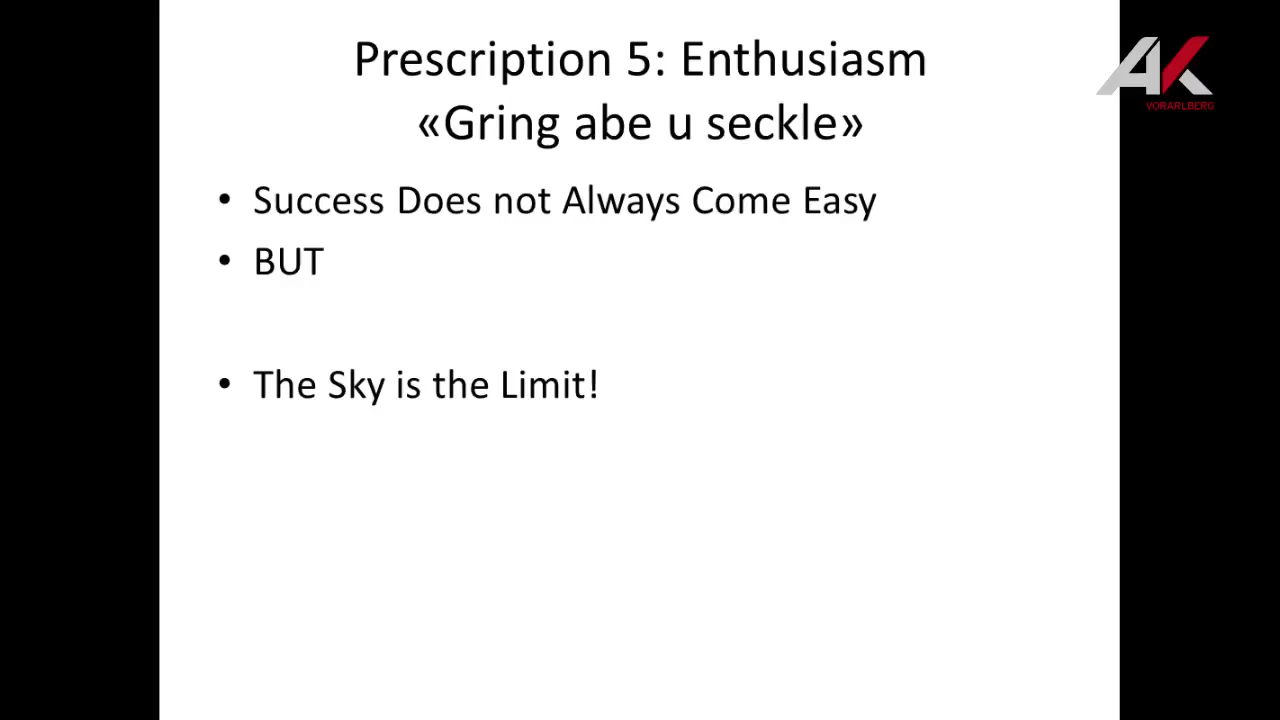 Prescription 5: Enthusiasm
«Gring abe u seckle»
• Success Does not Always Come Easy
• BUT
• The Sky is the Limit!
AK
VORARLBERG